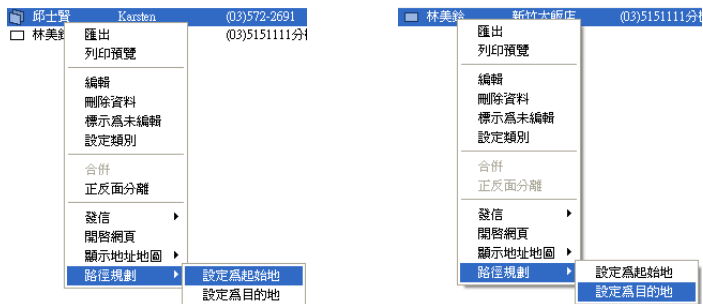 邱士賢 Karsten (03)572-2691
林美鈴 (03)5151111分
匯出
列印預覽
編輯
刪除資料
標示為未編輯
設定類別
合併
正反面分離
發信
開啓網頁
顯示地址地圖
路徑規劃
設定為起始地
設定為目的地
林美鈴 新竹大飯店 (03)5151111分
匯出
列印預覽
編輯
刪除資料
標示為未編輯
設定類別
合併
正反面分離
發信
開啓網頁
顯示地址地圖
路徑規劃
設定為起始地
設定為目的地